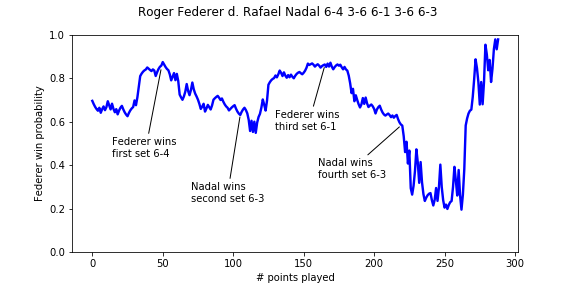 Roger Federer d. Rafael Nadal 6-4 3-6 6-1 3-6 6-3
Federer win probability
1.0
0.8
0.6
0.4
0.2
0.0
Federer wins
first set 6-4
Nadal wins
second set 6-3
Federer wins
third set 6-1
Nadal wins
fourth set 6-3
0
50
100
150
200
250
300
# points played